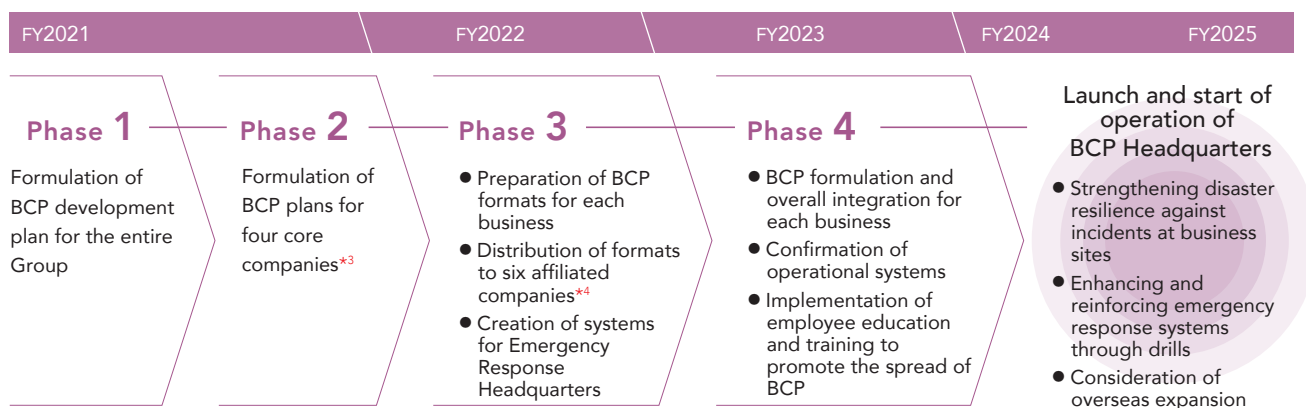 FY2021 FY2022 FY2023 FY2024 FY2025
Phase 1
Formulation of
BCP development
plan for the entire
Group
Phase 2
Formulation of
BCP plans for
four core
companies*3
Phase 3
● Preparation of BCP
formats for each
business
● Distribution of formats
to six affiliated
companies*4
● Creation of systems
for Emergency
Response
Headquarters
Phase 4
● BCP formulation and
overall integration for
each business
● Confirmation of
operational systems
● Implementation of
employee education
and training to
promote the spread of
BCP
Launch and start of
operation of
BCP Headquarters
● Strengthening disaster
resilience against
incidents at business
sites
● Enhancing and
reinforcing emergency
response systems
through drills
● Consideration of
overseas expansion